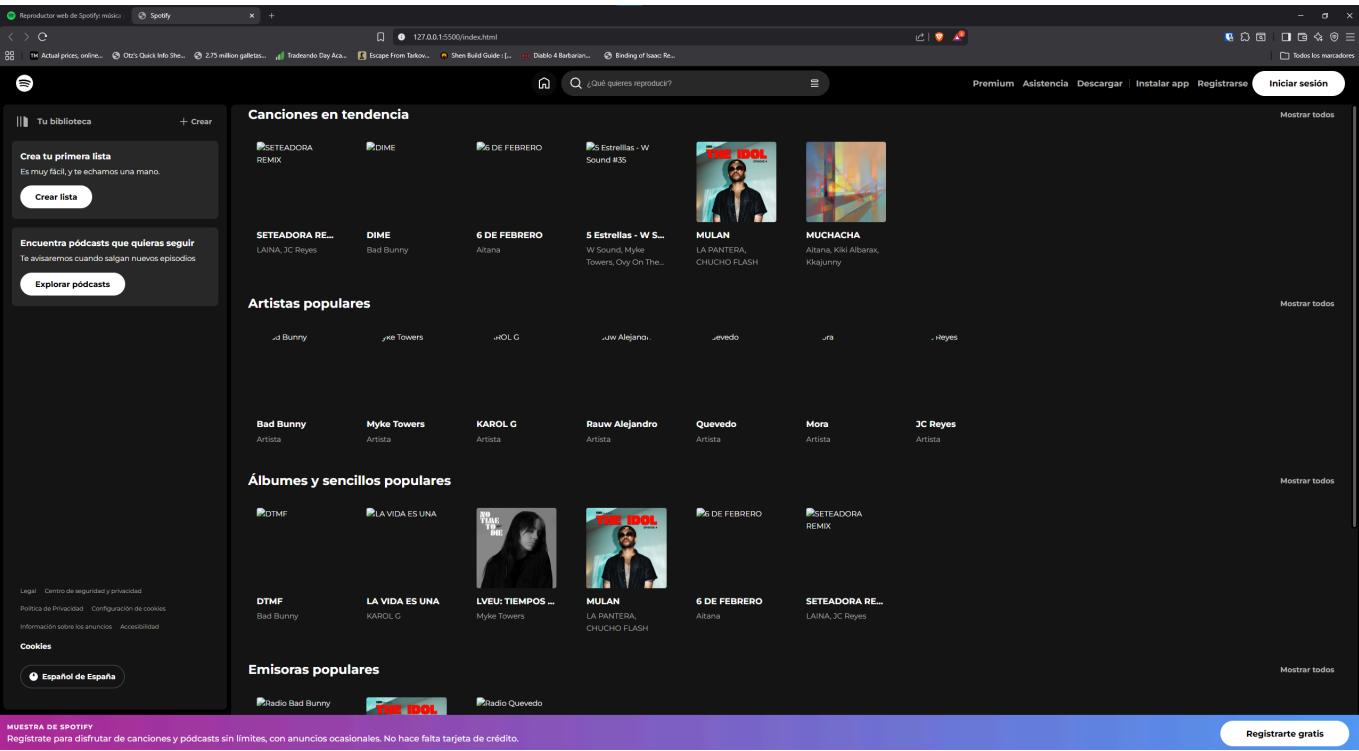 Reproductor web de Spotify: música
Spotify
127.0.0.1:5500/index.html
Actual prices, online...
Otz's Quick Info She...
2.75 million galletas...
Tradeando Day Aca...
Escape From Tarkov...
Shen Build Guide : [...
Diablo 4 Barbarian...
Binding of Isaac: Re...
Todos los marcadores
¿Qué quieres reproducir?
Premium Asistencia Descargar Instalar app Registrarse Iniciar sesión
Tu biblioteca
+ Crear
Crea tu primera lista
Es muy fácil, y te echamos una mano.
Crear lista
Encuentra pódcasts que quieras seguir
Te avisaremos cuando salgan nuevos episodios
Explorar pódcasts
Legal Centro de seguridad y privacidad
Política de Privacidad Configuración de cookies
Información sobre los anuncios Accesibilidad
Cookies
Español de España
Canciones en tendencia
Mostrar todos
SETEADORA
REMIX
DIME
6 DE FEBRERO
5 Estrelllas - W
Sound #35
THE IDOL
SETEADORA RE...
LAINA, JC Reyes
DIME
Bad Bunny
6 DE FEBRERO
Aitana
5 Estrellas - W S...
W Sound, Myke
Towers, Ovy On The...
MULAN
LA PANTERA,
CHUCHO FLASH
MUCHACHA
Aitana, Kiki Albarax,
Kkajunny
Artistas populares
Mostrar todos
Bunny
Towers
Bad Bunny
Artista
Myke Towers
Artista
KAROL G
Artista
Rauw Alejandro
Artista
Quevedo
Artista
Mora
Artista
JC Reyes
Artista
Álbumes y sencillos populares
Mostrar todos
DTMF
LA VIDA ES UNA
NO
TIME
TO
DIE
THE IDOL
6 DE FEBRERO
SETEADORA
REMIX
DTMF
Bad Bunny
LA VIDA ES UNA
KAROL G
LVEU: TIEMPOS ...
Myke Towers
MULAN
LA PANTERA,
CHUCHO FLASH
6 DE FEBRERO
Aitana
SETEADORA RE...
LAINA, JC Reyes
Emisoras populares
Mostrar todos
Radio Bad Bunny
THE IDOL
Radio Quevedo
MUESTRA DE SPOTIFY
Regístrate para disfrutar de canciones y pódcasts sin límites, con anuncios ocasionales. No hace falta tarjeta de crédito.
Registrarte gratis